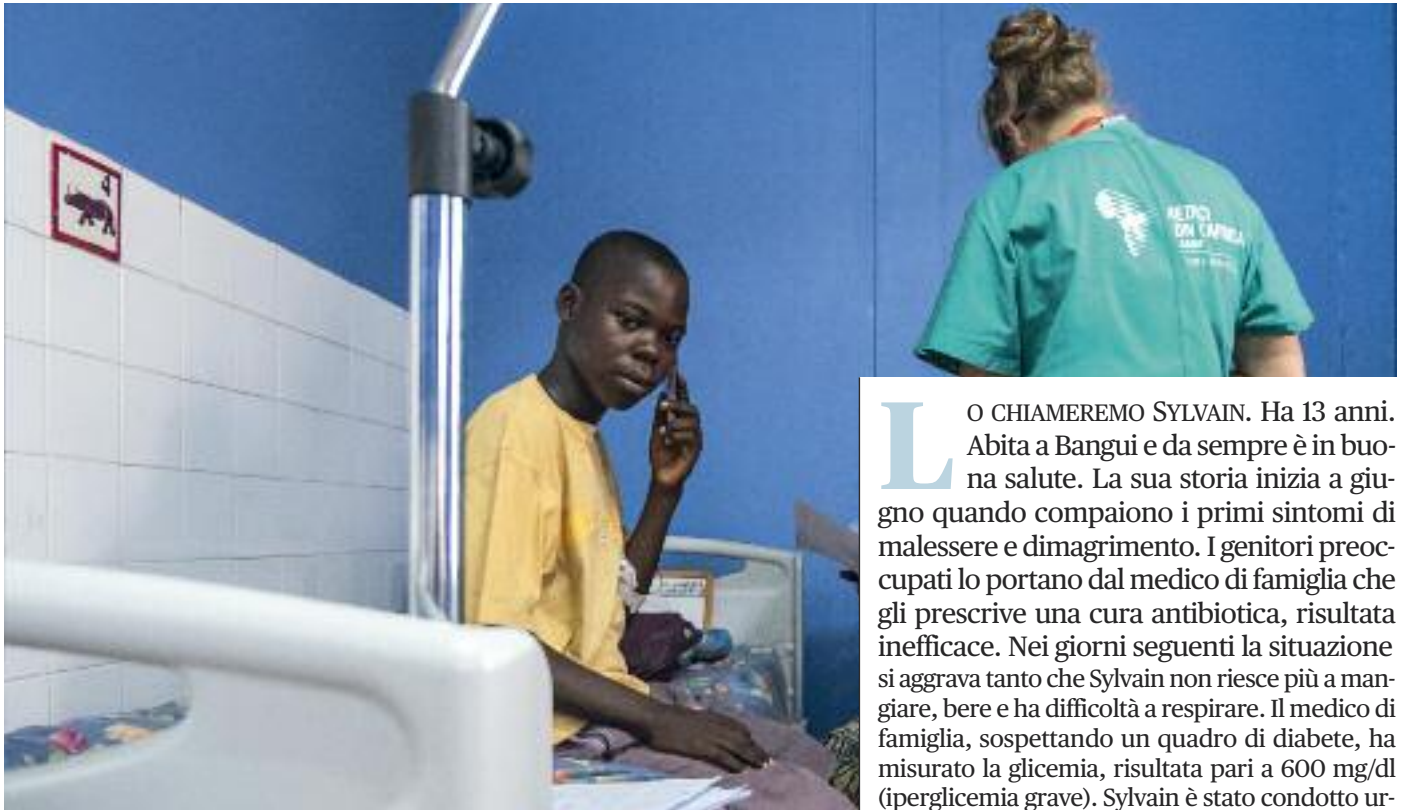 4
MEDICI
CON L'AFRICA
LO CHIAMEREMO SYLVAIN. Ha 13 anni.
Abita a Bangui e da sempre è in buo-
na salute. La sua storia inizia a giu-
gno quando compaiono i primi sintomi di
malessere e dimagrimento. I genitori preoc-
cupati lo portano dal medico di famiglia che
gli prescrive una cura antibiotica, risultata
inefficace. Nei giorni seguenti la situazione
si aggrava tanto che Sylvain non riesce più a man-
giare, bere e ha difficoltà a respirare. Il medico di
famiglia, sospettando un quadro di diabete, ha
misurato la glicemia, risultata pari a 600 mg/dl
(iperglicemia grave). Sylvain è stato condotto ur-